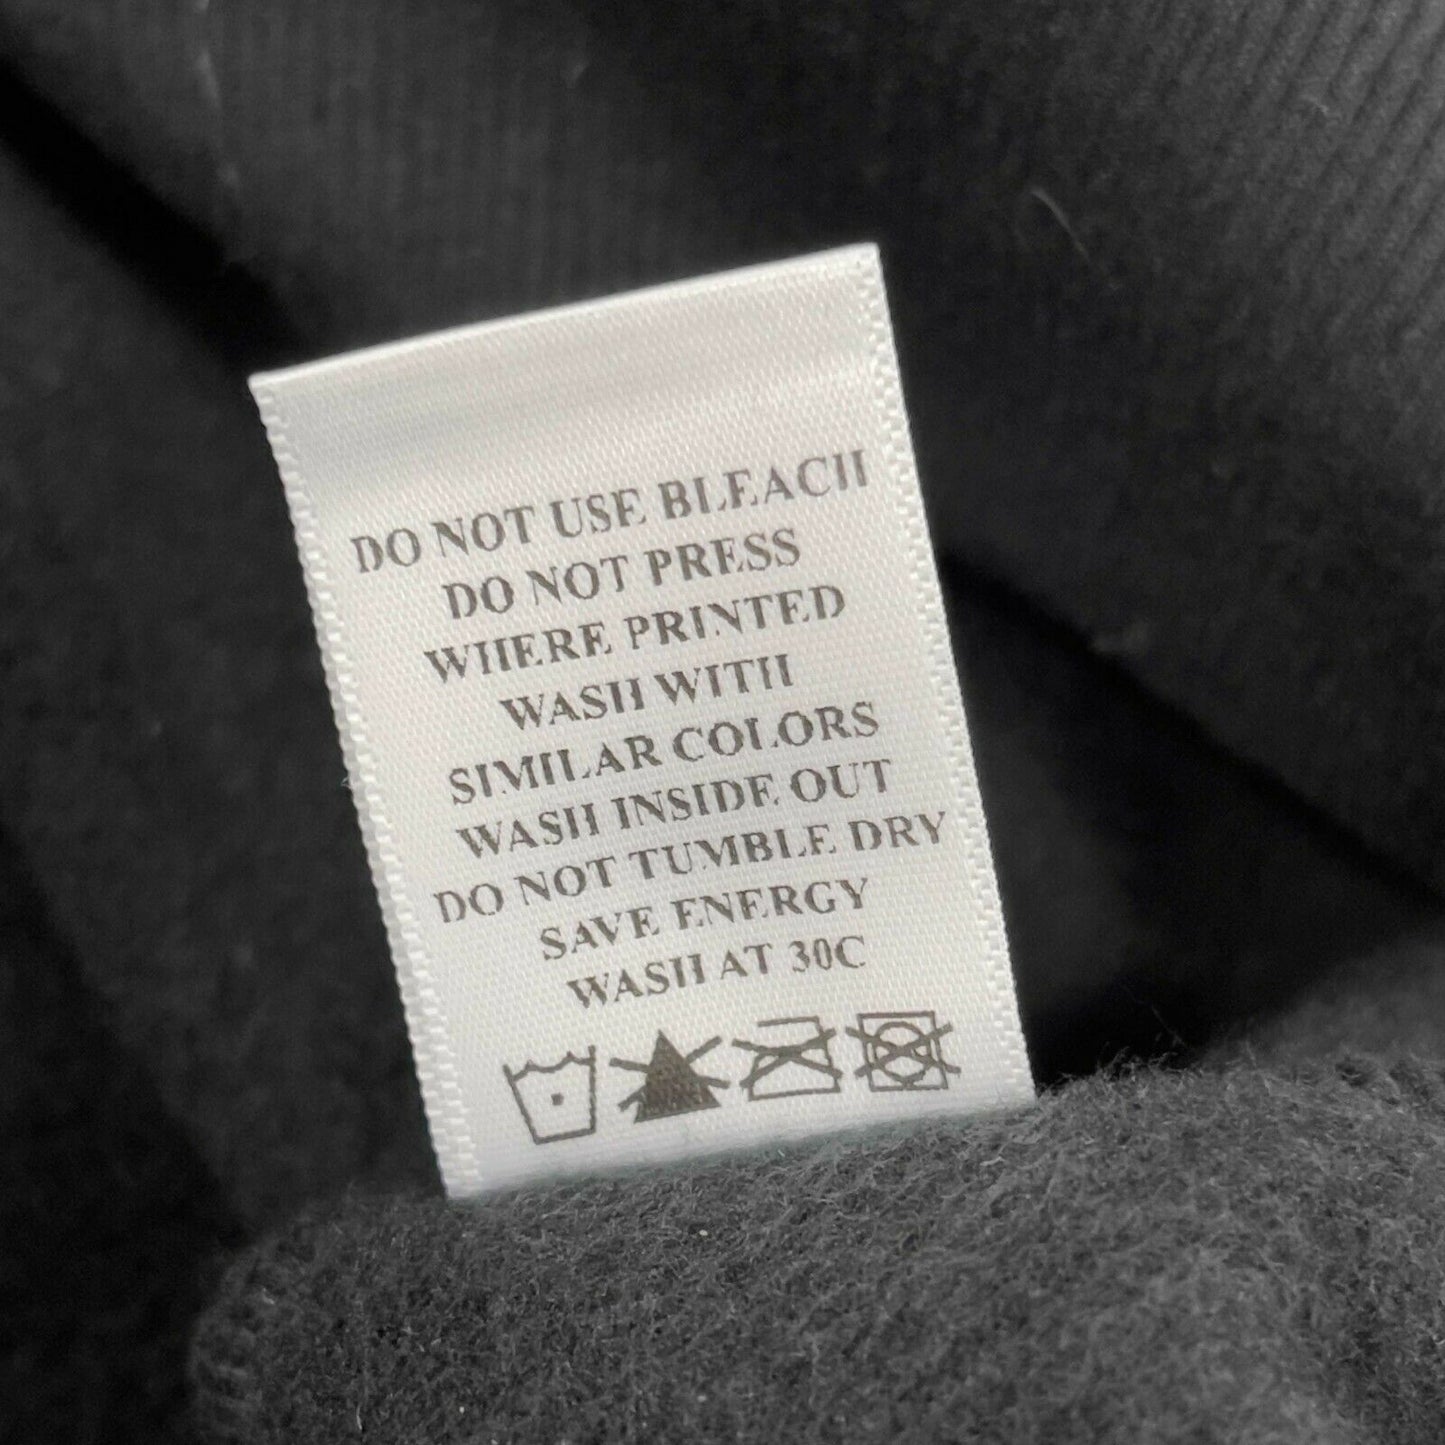 DO NOT USE BLEACH
DO NOT PRESS
WHERE PRINTED
WASH WITH
SIMILAR COLORS
WASH INSIDE OUT
DO NOT TUMBLE DRY
SAVE ENERGY
WASH AT 30C